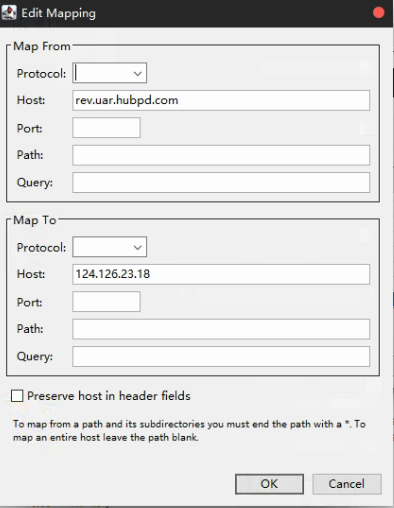 Edit Mapping
Map From
Protocol:
Host: rev.uar.hubpd.com
Port:
Path:
Query:
Map To
Protocol:
Host: 124.126.23.18
Port:
Path:
Query:
Preserve host in header fields
To map from a path and its subdirectories you must end the path with a *. To
map an entire host leave the path blank.
OK Cancel